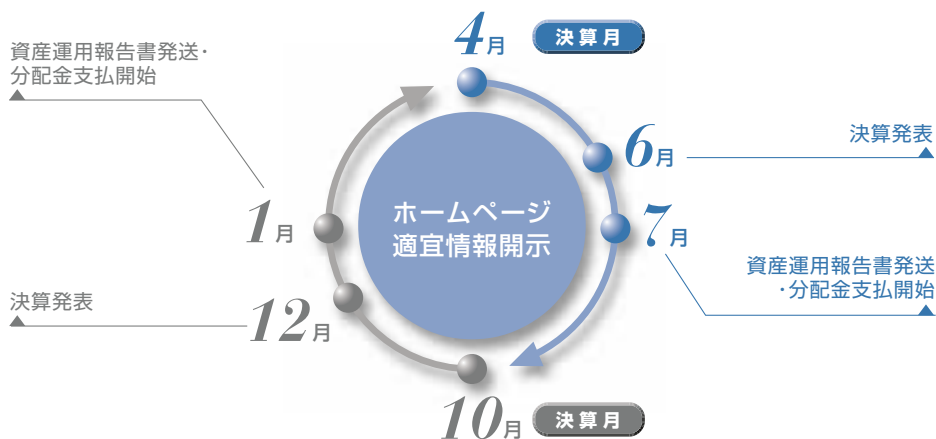 4月 決算月
資産運用報告書発送・
分配金支払開始
6月
決算発表
ホームページ
適宜情報開示
1月
7月
資産運用報告書発送
・分配金支払開始
決算発表
12月
10月 決算月